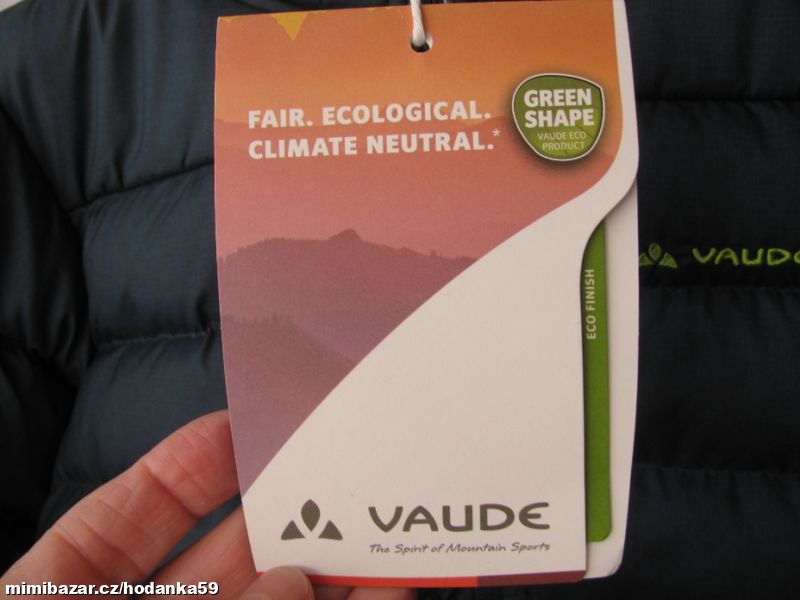 FAIR. ECOLOGICAL.
CLIMATE NEUTRAL.*
GREEN
SHAPE
VAUDE ECO
PRODUCT
VAUDE
ECO FINISH
VAUDE
The Spirit of Mountain Sports
mimibazar.cz/hodanka59